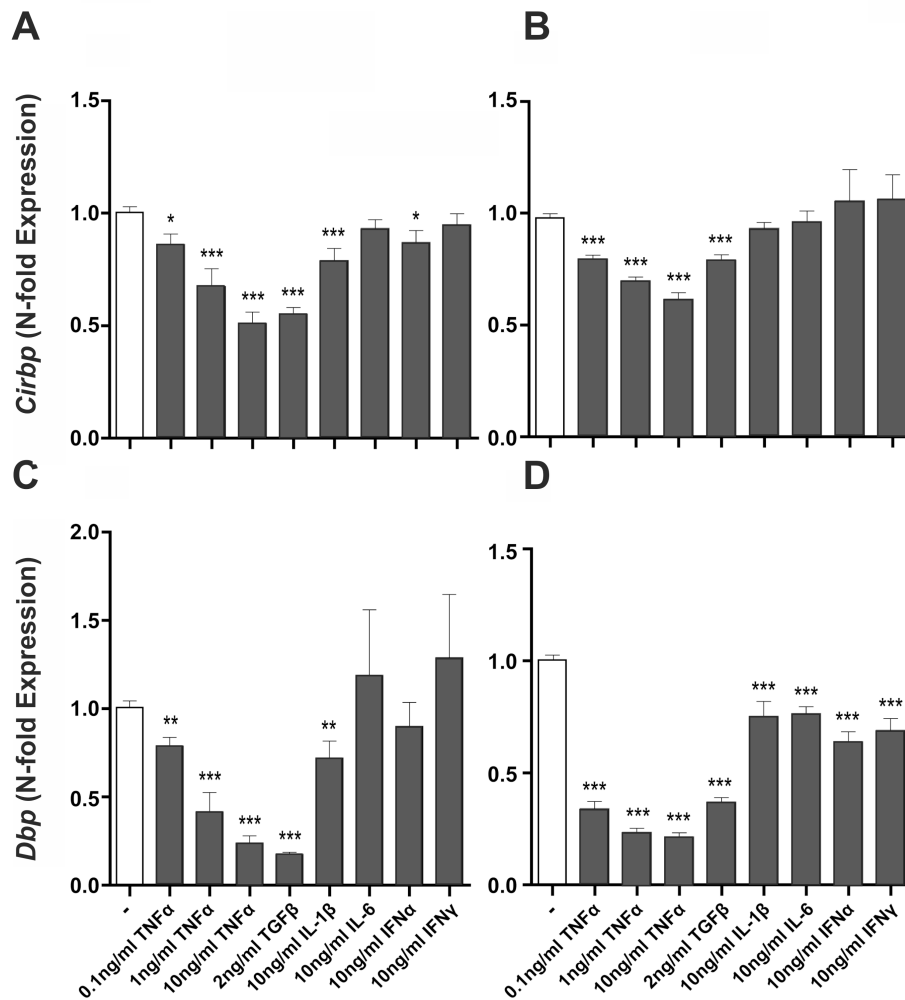 A
B
Cirbp (N-fold Expression)
1.5
1.0
0.5
0.0
*
***
***
***
***
*
1.5
1.0
0.5
0.0
***
***
***
***
C
D
Dbp (N-fold Expression)
2.0
1.5
1.0
0.5
0.0
**
***
***
***
**
1.5
1.0
0.5
0.0
***
***
***
***
***
***
***
***
-
0.1ng/ml TNFα
1ng/ml TNFα
10ng/ml TNFα
2ng/ml TGFβ
10ng/ml IL-1β
10ng/ml IL-6
10ng/ml IFNα
10ng/ml IFNγ
-
0.1ng/ml TNFα
1ng/ml TNFα
10ng/ml TNFα
2ng/ml TGFβ
10ng/ml IL-1β
10ng/ml IL-6
10ng/ml IFNα
10ng/ml IFNγ